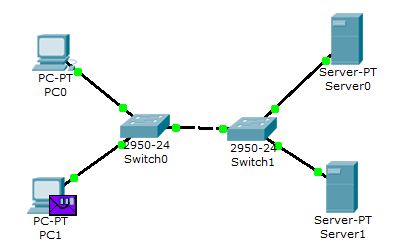 PC-PT
PC0
Server-PT
Server0
2950-24
Switch0
2950-24
Switch1
PC-PT
PC1
Server-PT
Server1